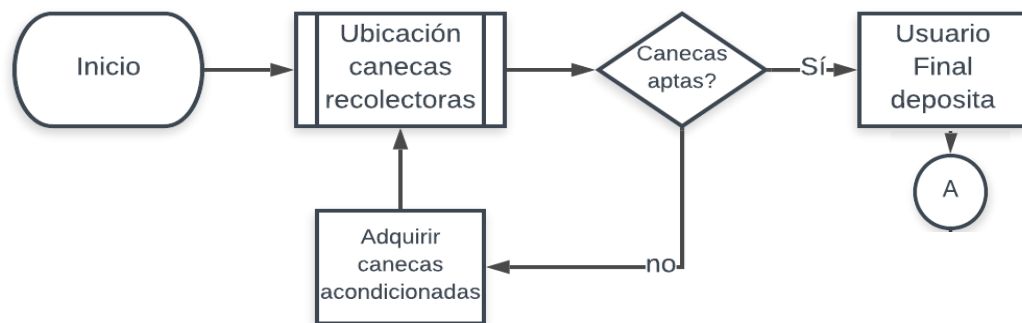 Inicio
Ubicación
canecas
recolectoras
Canecas
aptas?
Sí
Usuario
Final
deposita
A
Adquirir
canecas
acondicionadas
no